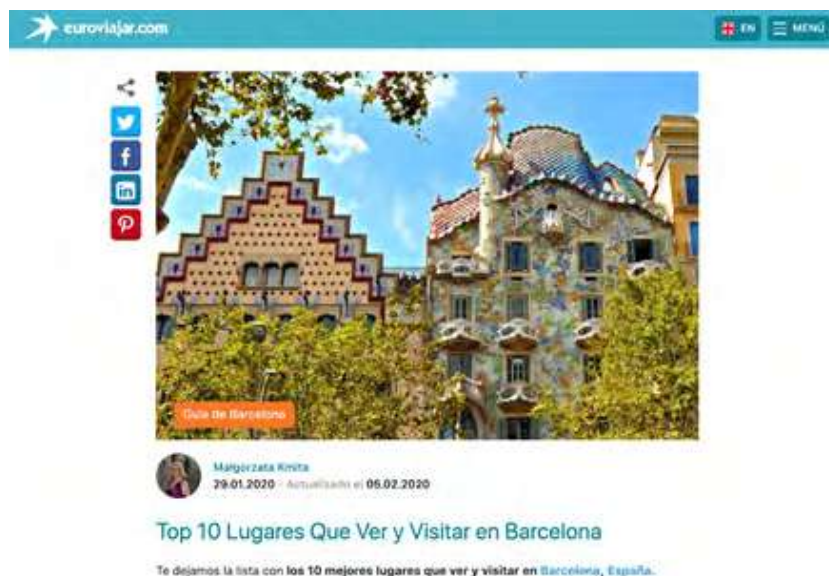 euroviajar.com
EN
MENÚ
Guía de Barcelona
Malgorzata Kmita
29.01.2020 - Actualizado el 05.02.2020
Top 10 Lugares Que Ver y Visitar en Barcelona
Te dejamos la lista con los 10 mejores lugares que ver y visitar en Barcelona, España.